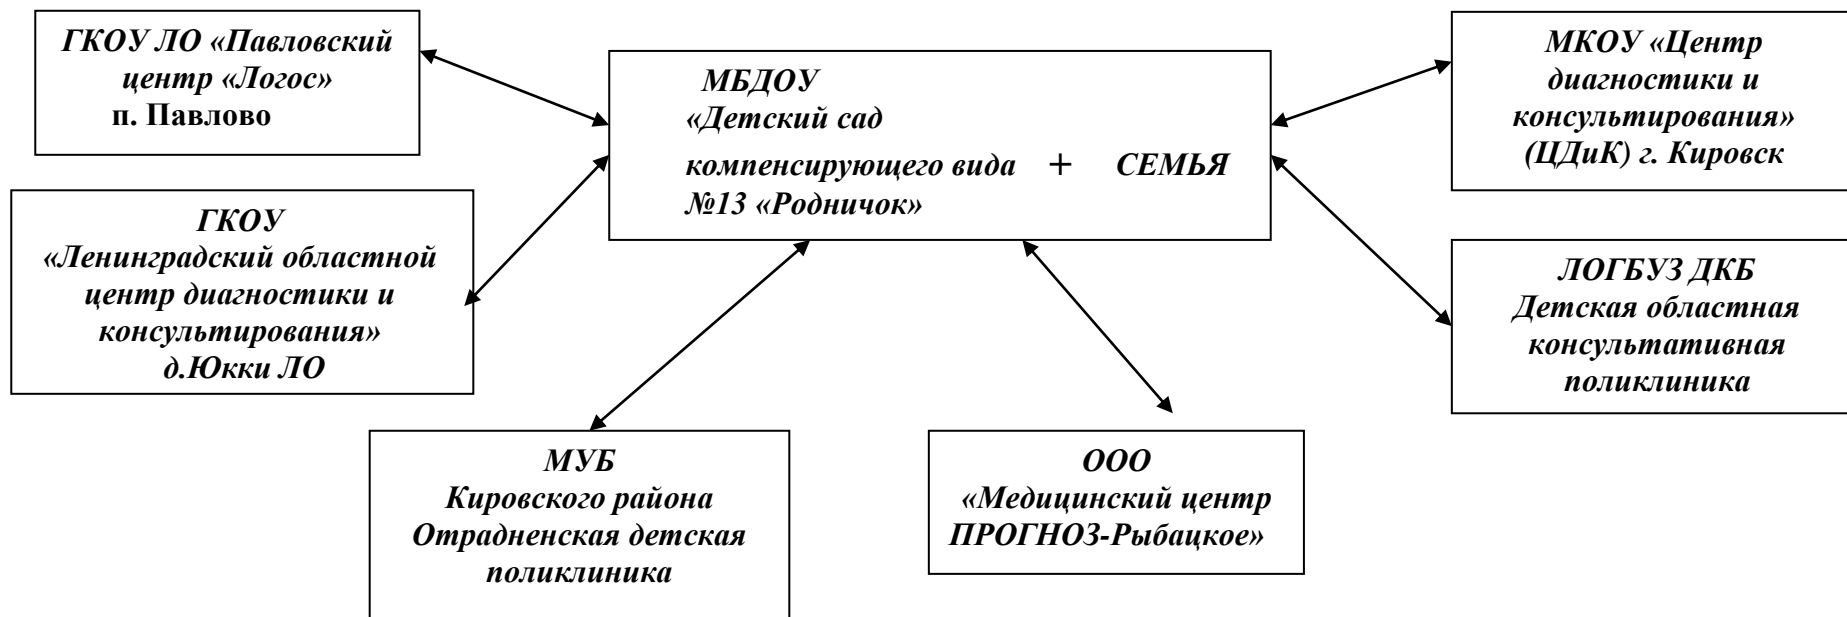 ГКОУ ЛО «Павловский
центр «Логос»
п. Павлово
МБДОУ
«Детский сад
компенсирующего вида + СЕМЬЯ
№13 «Родничок»
МКОУ «Центр
диагностики и
консультирования»
(ЦДиК) г. Кировск
ГКОУ
«Ленинградский областной
центр диагностики и
консультирования»
д.Юкки ЛО
ЛОГБУЗ ДКБ
Детская областная
консультативная
поликлиника
МУБ
Кировского района
Отрадненская детская
поликлиника
ООО
«Медицинский центр
ПРОГНОЗ-Рыбацкое»